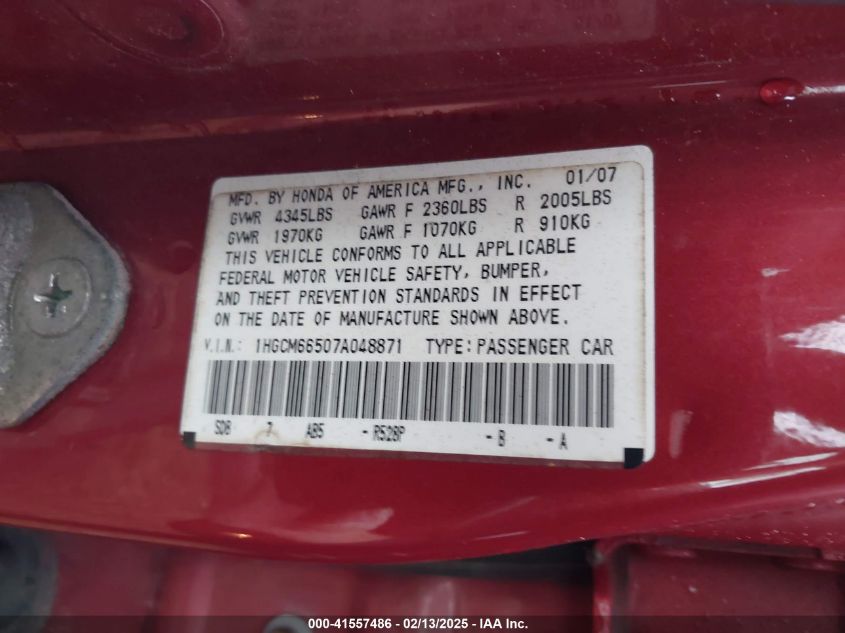 MFD. BY HONDA OF AMERICA MFG., INC. 01/07
GVWR 4345LBS GAWR F 2360LBS R 2005LBS
GVWR 1970KG GAWR F 1070KG R 910KG
THIS VEHICLE CONFORMS TO ALL APPLICABLE
FEDERAL MOTOR VEHICLE SAFETY, BUMPER,
AND THEFT PREVENTION STANDARDS IN EFFECT
ON THE DATE OF MANUFACTURE SHOWN ABOVE.
V.I.N.: 1HGCM66507A048871 TYPE:PASSENGER CAR
SDB 7 AB5 -R528P -B -A
000-41557486 - 02/13/2025 - IAA Inc.